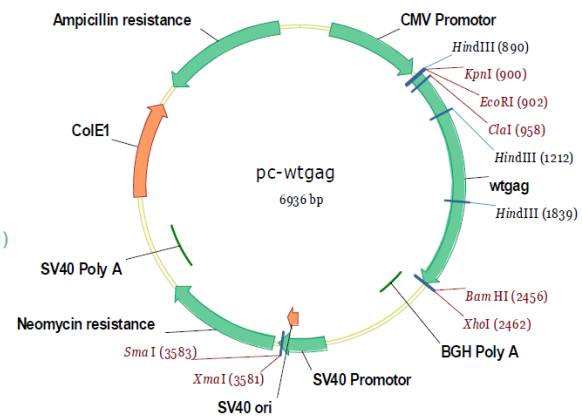 Ampicillin resistance
CMV Promotor
HindIII (890)
KpnI (900)
EcoRI (902)
ClaI (958)
HindIII (1212)
wtgag
HindIII (1839)
ColE1
pc-wtgag
6936 bp
)
SV40 Poly A
BamHI (2456)
XhoI (2462)
Neomycin resistance
BGH Poly A
SmaI (3583)
XmaI (3581)
SV40 Promotor
SV40 ori